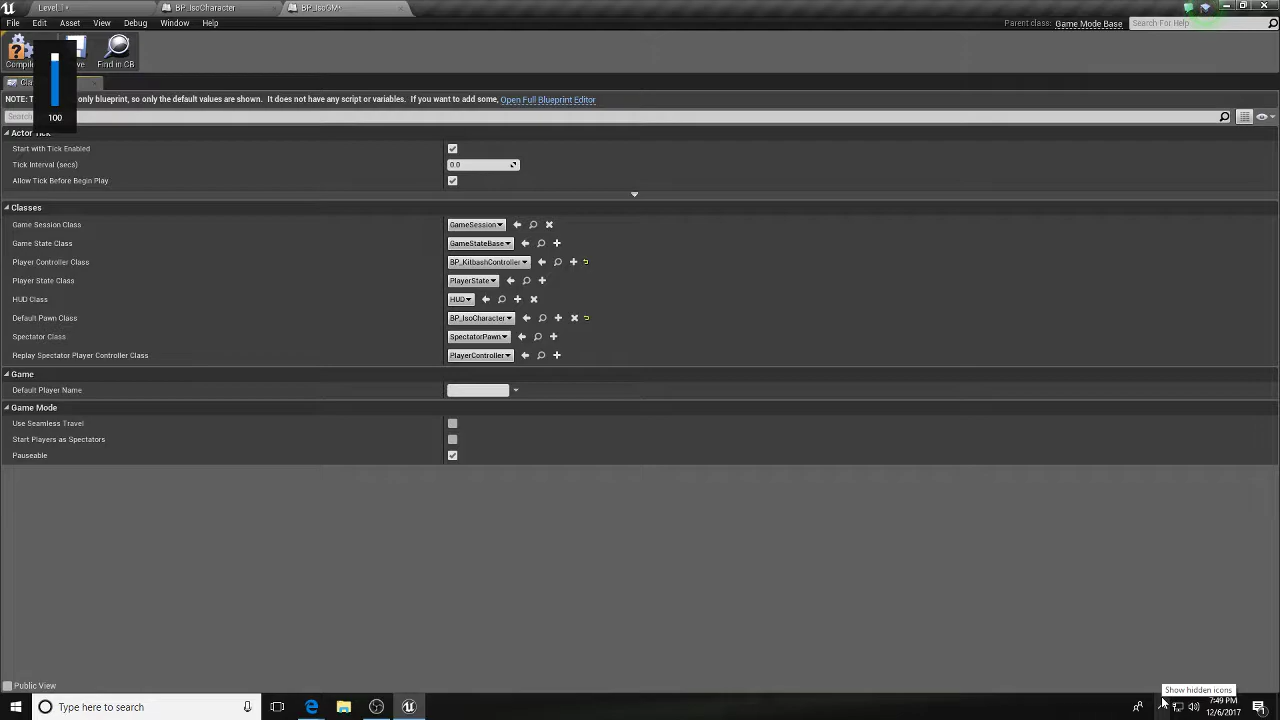 Level_1*
BP_IsoCharacter
BP_IsoGM*
File Edit Asset View Debug Window Help
Parent class: Game Mode Base
Search For Help
Find in CB
100
only blueprint, so only the default values are shown. It does not have any script or variables. If you want to add some, Open Full Blueprint Editor
NOTE:
Search
Actor Tick
Start with Tick Enabled
Tick Interval (secs) 0.0
Allow Tick Before Begin Play
Classes
Game Session Class GameSession
Game State Class GameStateBase
Player Controller Class BP_KitbashController
Player State Class PlayerState
HUD Class HUD
Default Pawn Class BP_IsoCharacter
Spectator Class SpectatorPawn
Replay Spectator Player Controller Class PlayerController
Game
Default Player Name
Game Mode
Use Seamless Travel
Start Players as Spectators
Pauseable
Public View
Show hidden icons
Type here to search
7:49 PM
12/6/2017
1